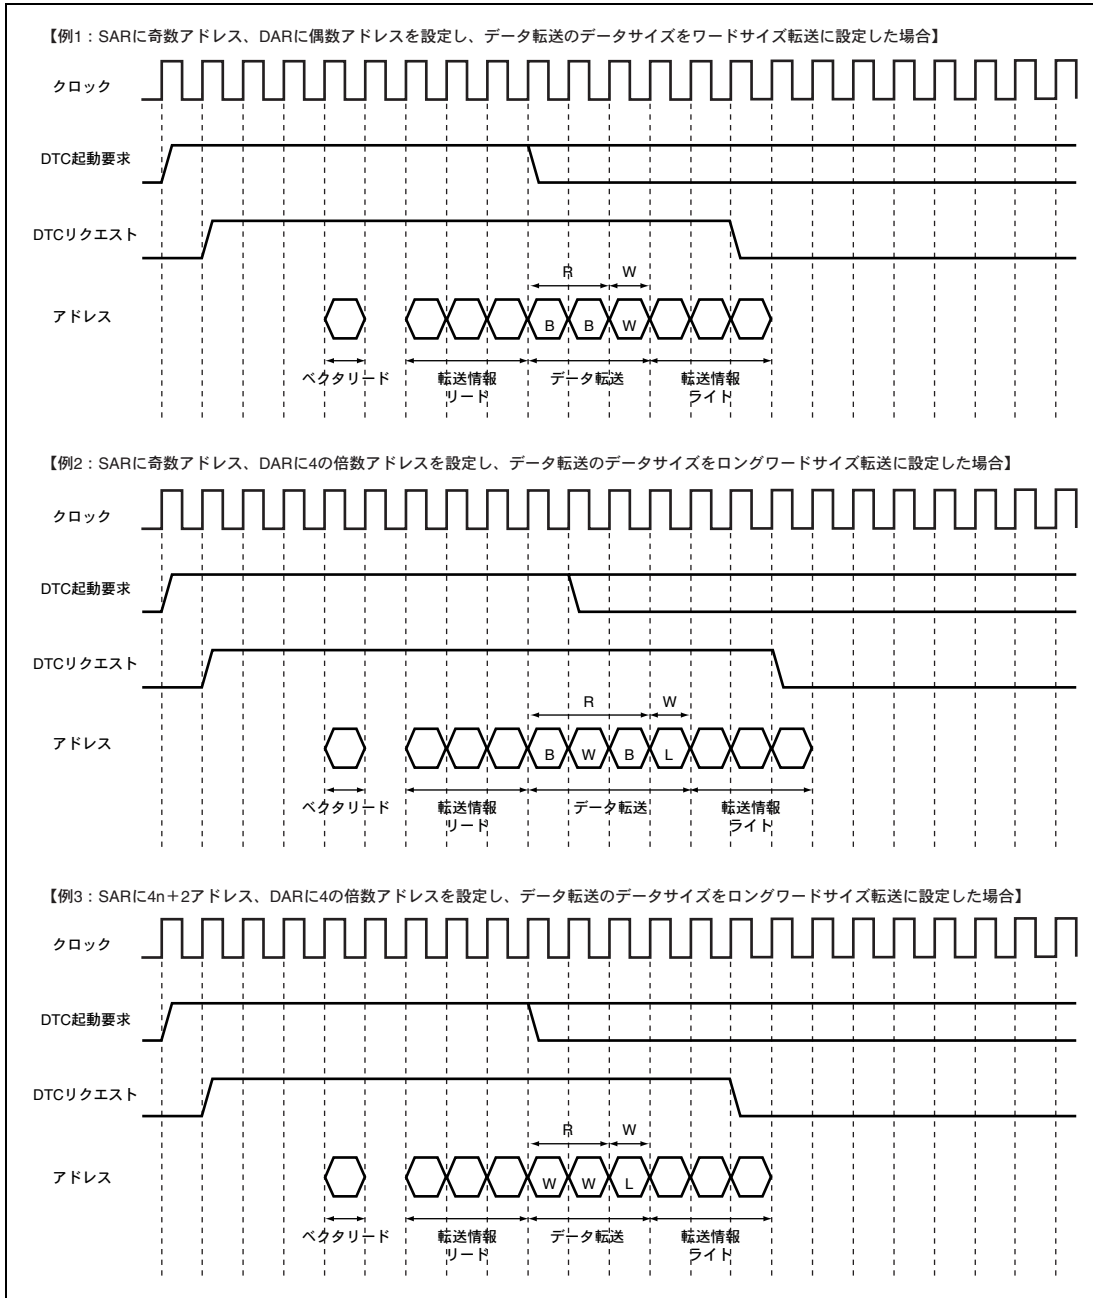 【例1：SARに奇数アドレス、DARに偶数アドレスを設定し、データ転送のデータサイズをワードサイズ転送に設定した場合】
クロック
DTC起動要求
DTCリクエスト
R W
アドレス
B B W
ベクタリード 転送情報 データ転送 転送情報
リード ライト
【例2：SARに奇数アドレス、DARに4の倍数アドレスを設定し、データ転送のデータサイズをロングワードサイズ転送に設定した場合】
クロック
DTC起動要求
DTCリクエスト
R W
アドレス
B W B L
ベクタリード 転送情報 データ転送 転送情報
リード ライト
【例3：SARに4n＋2アドレス、DARに4の倍数アドレスを設定し、データ転送のデータサイズをロングワードサイズ転送に設定した場合】
クロック
DTC起動要求
DTCリクエスト
R W
アドレス
W W L
ベクタリード 転送情報 データ転送 転送情報
リード ライト